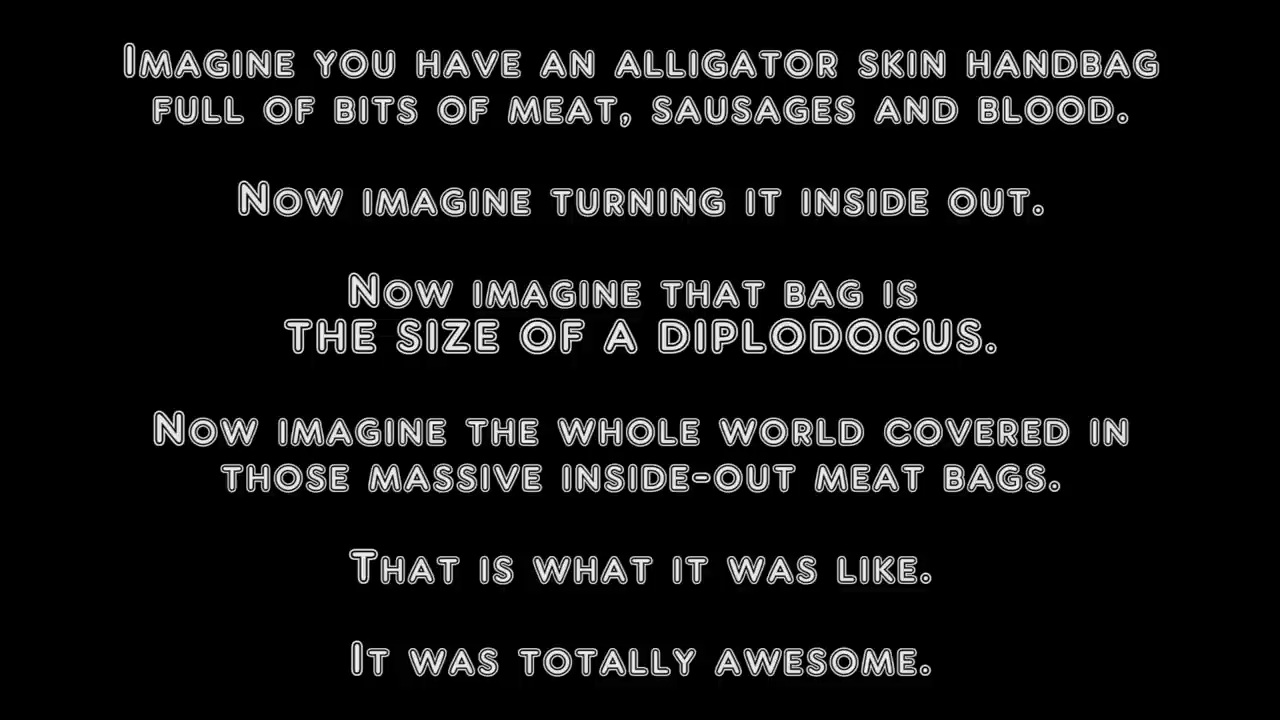 Imagine you have an alligator skin handbag
full of bits of meat, sausages and blood.
Now imagine turning it inside out.
Now imagine that bag is
the size of a diplodocus.
Now imagine the whole world covered in
those massive inside-out meat bags.
That is what it was like.
It was totally awesome.